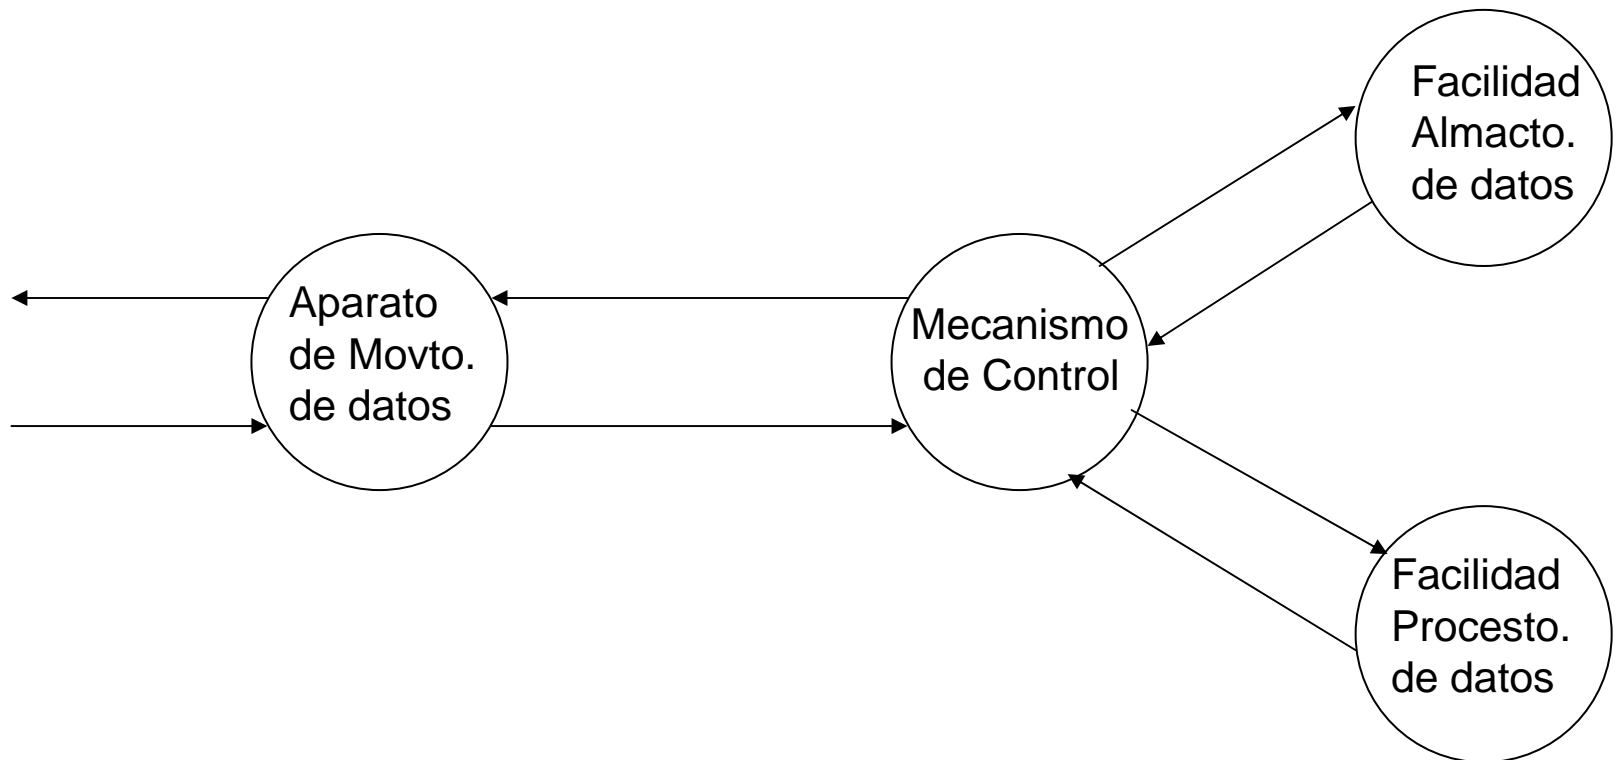 Aparato
de Movto.
de datos
Mecanismo
de Control
Facilidad
Almacto.
de datos
Facilidad
Procesto.
de datos